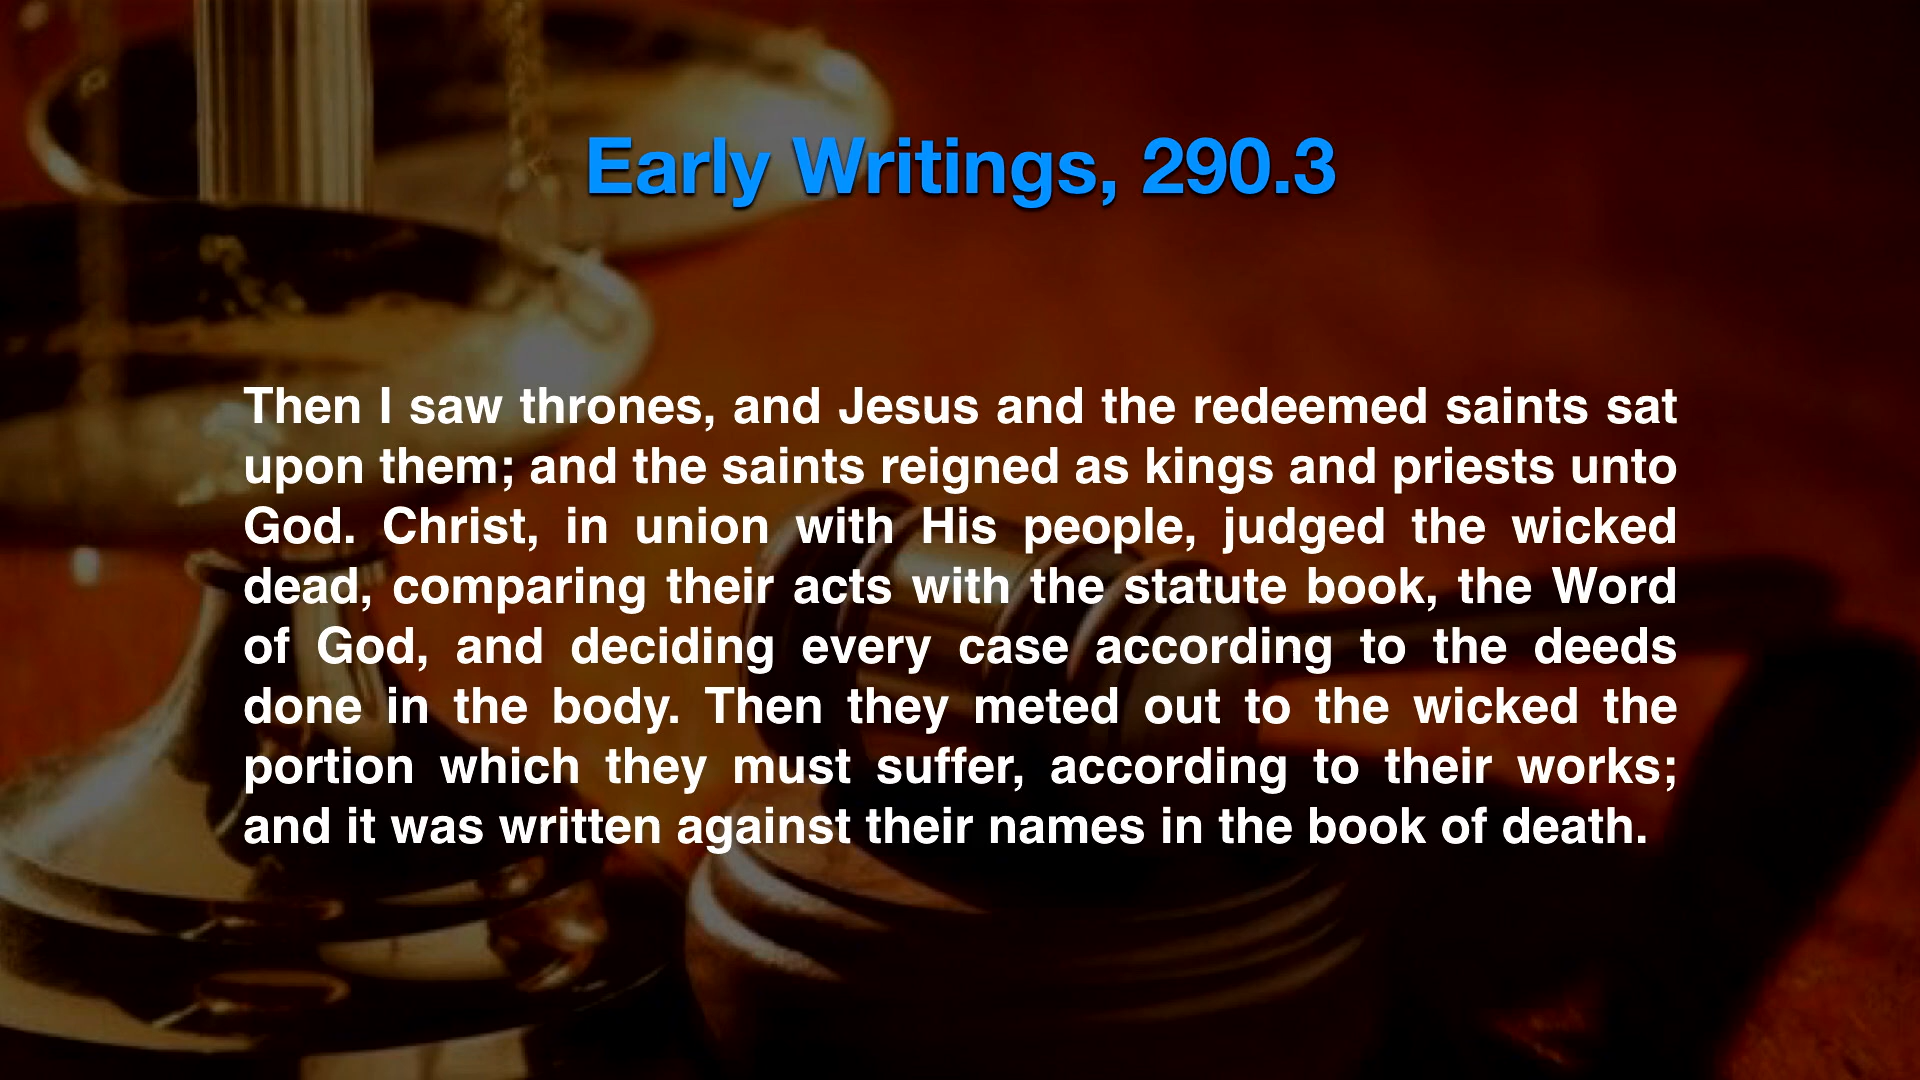 Early Writings, 290.3
Then I saw thrones, and Jesus and the redeemed saints sat
upon them; and the saints reigned as kings and priests unto
God. Christ, in union with His people, judged the wicked
dead, comparing their acts with the statute book, the Word
of God, and deciding every case according to the deeds
done in the body. Then they meted out to the wicked the
portion which they must suffer, according to their works;
and it was written against their names in the book of death.